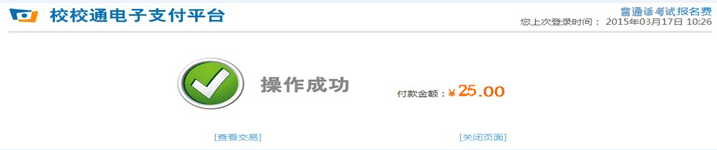 校校通电子支付平台
普通话考试报名费
您上次登录时间： 2015年03月17日 10:26
操作成功
付款金额：¥ 25.00
[查看交易]
[关闭页面]